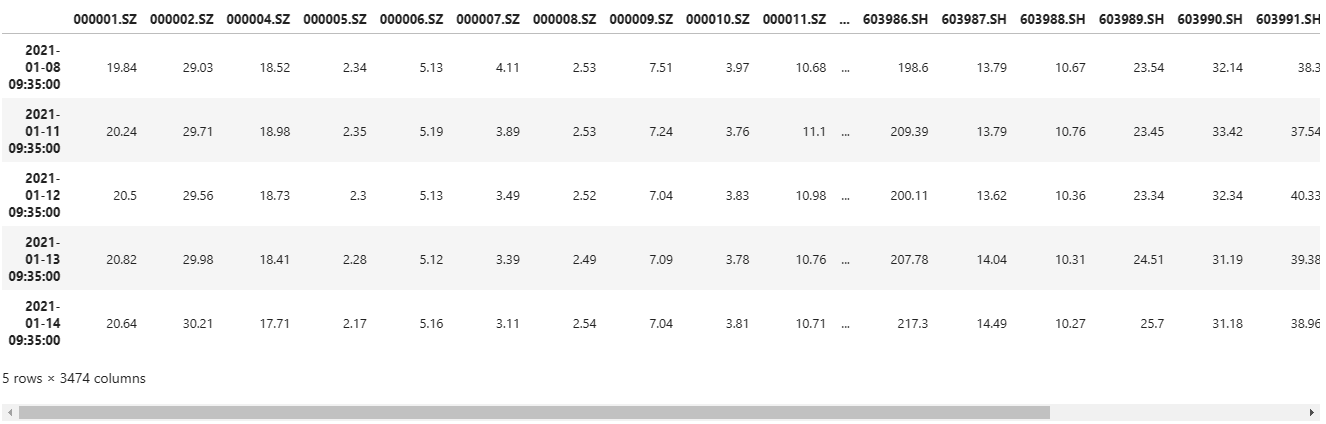 000001.SZ 000002.SZ 000004.SZ 000005.SZ 000006.SZ 000007.SZ 000008.SZ 000009.SZ 000010.SZ 000011.SZ ... 603986.SH 603987.SH 603988.SH 603989.SH 603990.SH 603991.SH
2021-
01-08 19.84 29.03 18.52 2.34 5.13 4.11 2.53 7.51 3.97 10.68 ... 198.6 13.79 10.67 23.54 32.14 38.3
09:35:00
2021-
01-11 20.24 29.71 18.98 2.35 5.19 3.89 2.53 7.24 3.76 11.1 ... 209.39 13.79 10.76 23.45 33.42 37.54
09:35:00
2021-
01-12 20.5 29.56 18.73 2.3 5.13 3.49 2.52 7.04 3.83 10.98 ... 200.11 13.62 10.36 23.34 32.34 40.33
09:35:00
2021-
01-13 20.82 29.98 18.41 2.28 5.12 3.39 2.49 7.09 3.78 10.76 ... 207.78 14.04 10.31 24.51 31.19 39.38
09:35:00
2021-
01-14 20.64 30.21 17.71 2.17 5.16 3.11 2.54 7.04 3.81 10.71 ... 217.3 14.49 10.27 25.7 31.18 38.96
09:35:00
5 rows × 3474 columns